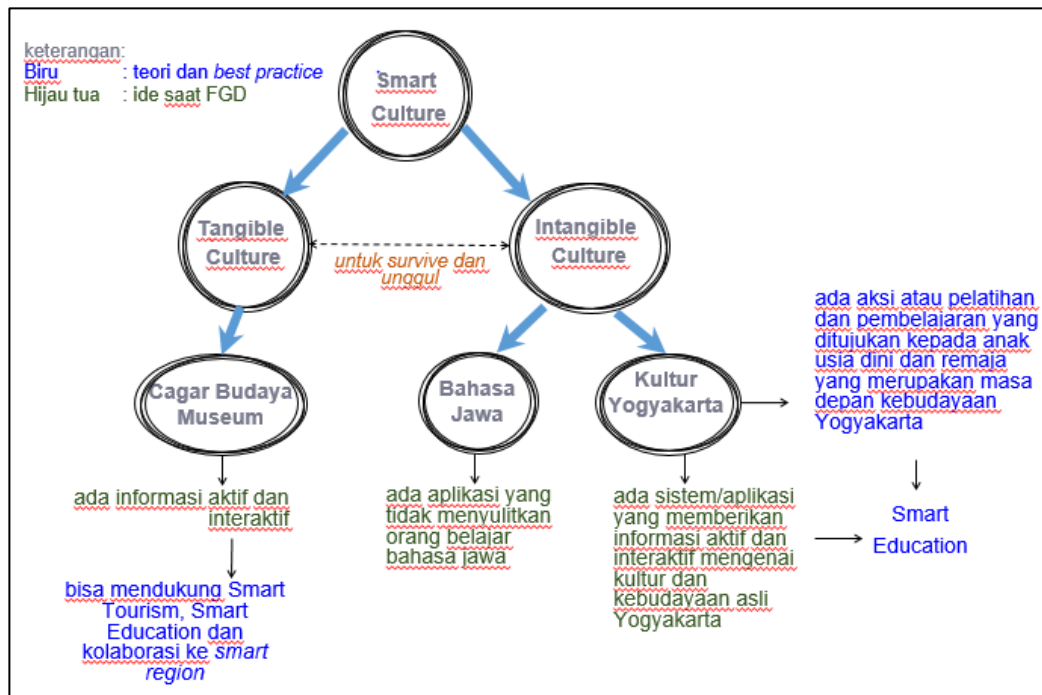 keterangan:
Biru : teori dan best practice
Hijau tua : ide saat FGD
Smart
Culture
Tangible
Culture
untuk survive dan
unggul
Intangible
Culture
Cagar Budaya
Museum
Bahasa
Jawa
Kultur
Yogyakarta
ada aksi atau pelatihan
dan pembelajaran yang
ditujukan kepada anak
usia dini dan remaja
yang merupakan masa
depan kebudayaan
Yogyakarta
ada informasi aktif dan
interaktif
ada aplikasi yang
tidak menyulitkan
orang belajar
bahasa jawa
ada sistem/aplikasi
yang memberikan
informasi aktif dan
interaktif mengenai
kultur dan
kebudayaan asli
Yogyakarta
Smart
Education
bisa mendukung Smart
Tourism, Smart
Education dan
kolaborasi ke smart
region